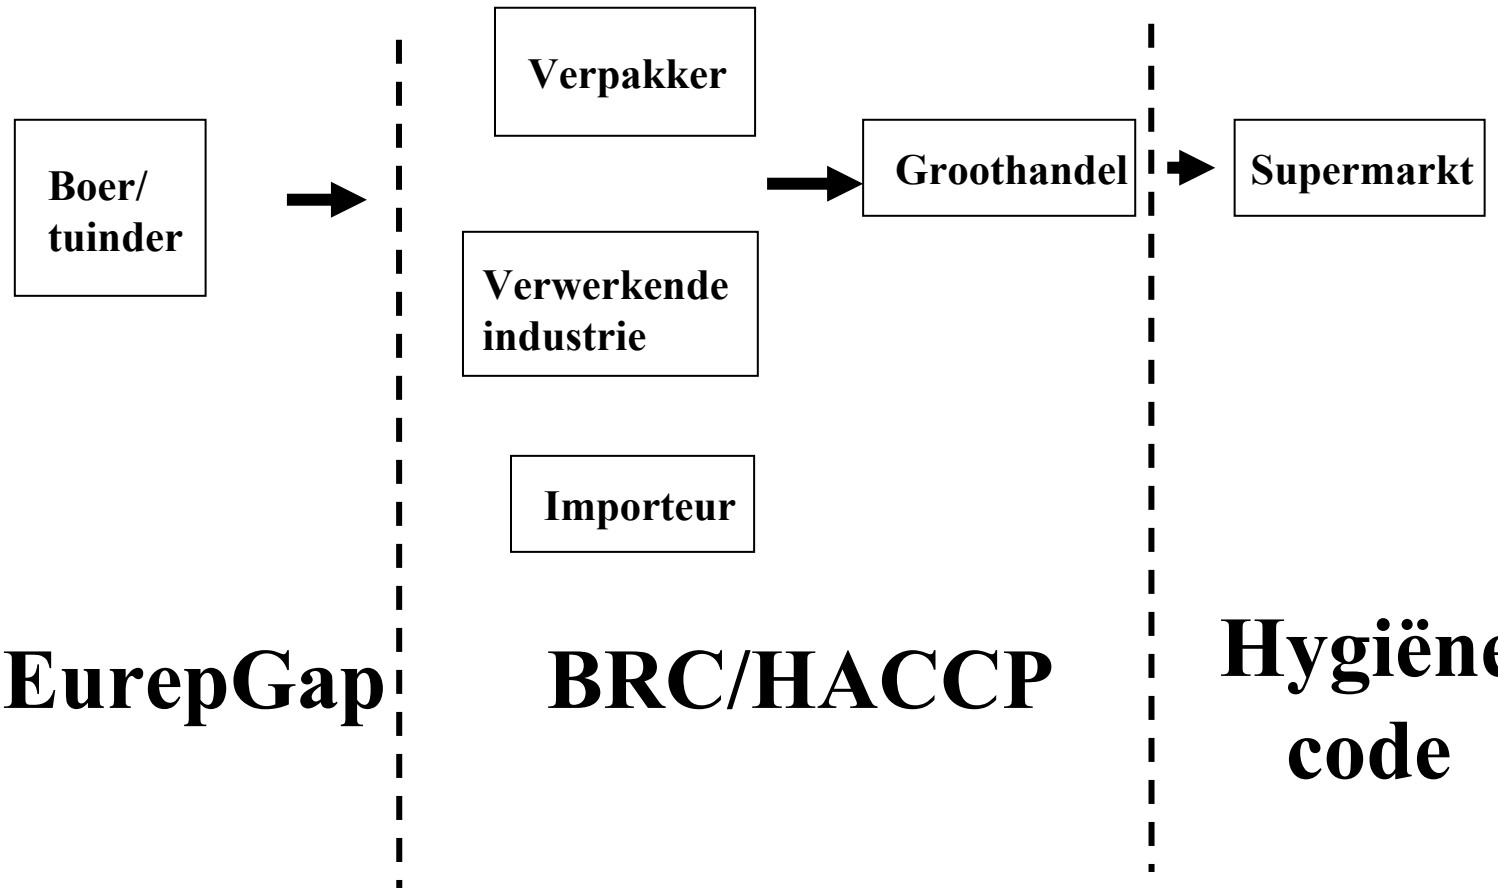 Verpakker
Boer/
tuinder
Groothandel
Supermarkt
Verwerkende
industrie
Importeur
EurepGap
BRC/HACCP
Hygiëne
code